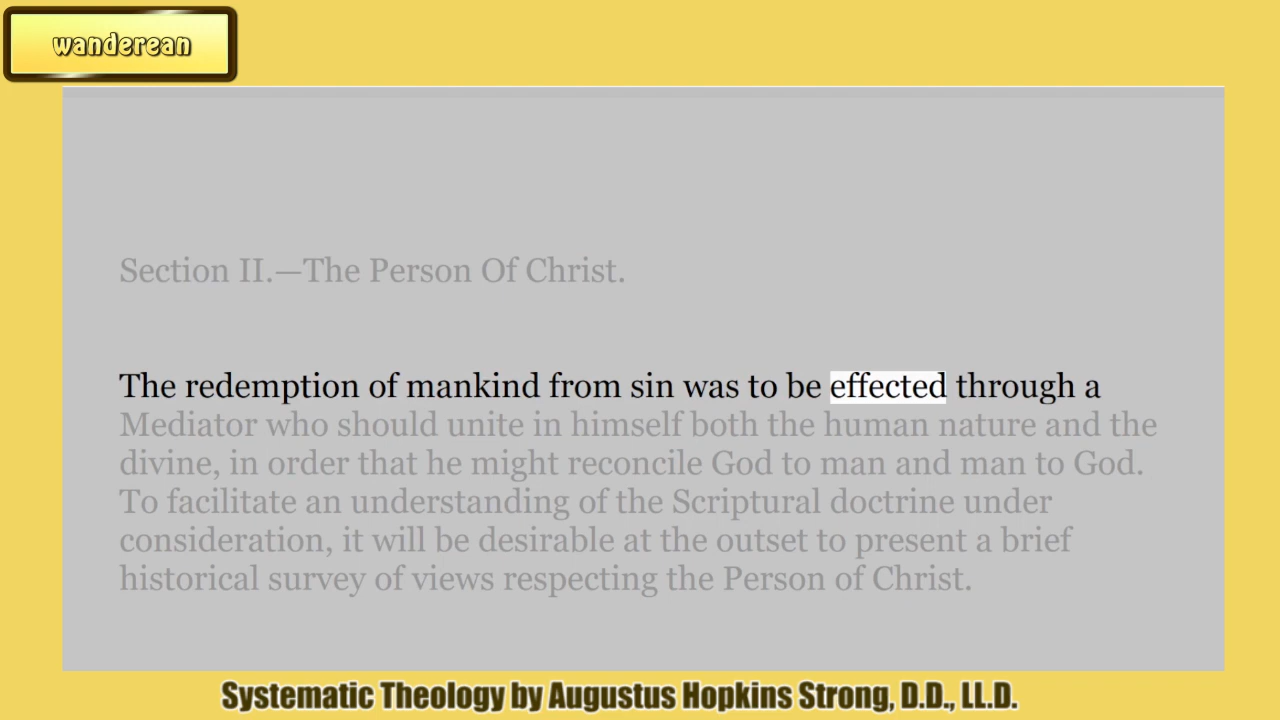 wanderean
Section II.—The Person Of Christ.
The redemption of mankind from sin was to be effected through a
Mediator who should unite in himself both the human nature and the
divine, in order that he might reconcile God to man and man to God.
To facilitate an understanding of the Scriptural doctrine under
consideration, it will be desirable at the outset to present a brief
historical survey of views respecting the Person of Christ.
Systematic Theology by Augustus Hopkins Strong, D.D., LL.D.